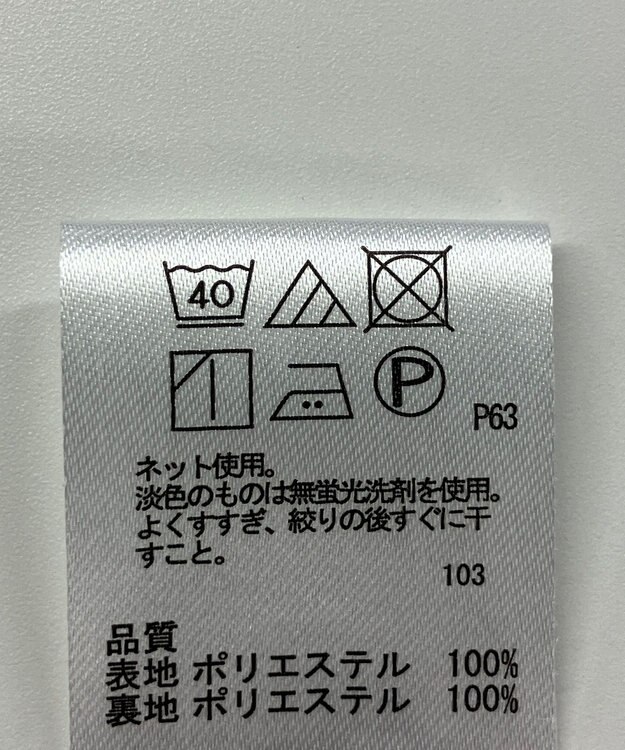 40
P
P63
ネット使用。
淡色のものは無蛍光洗剤を使用。
よくすすぎ、絞りの後すぐに干
すこと。
103
品質
表地 ポリエステル 100%
裏地 ポリエステル 100%